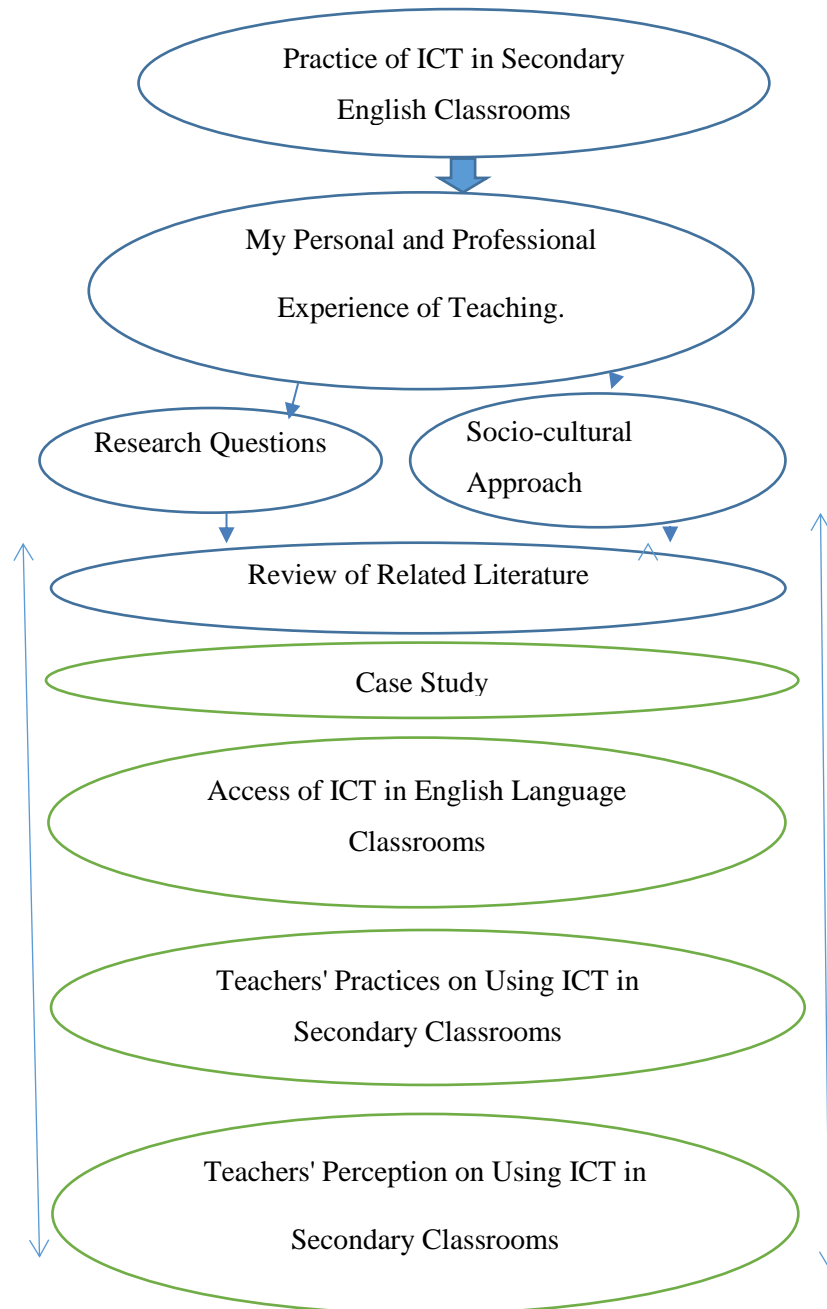 Practice of ICT in Secondary
English Classrooms
My Personal and Professional
Experience of Teaching.
Research Questions
Socio-cultural
Approach
Review of Related Literature
Case Study
Access of ICT in English Language
Classrooms
Teachers' Practices on Using ICT in
Secondary Classrooms
Teachers' Perception on Using ICT in
Secondary Classrooms